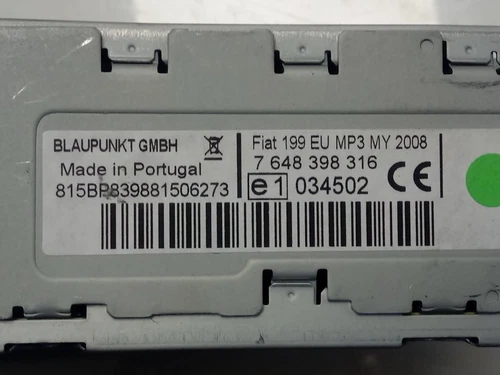 BLAUPUNKT GMBH
Made in Portugal
815BP839881506273
Fiat 199 EU MP3 MY 2008
7 648 398 316
e1 034502 CE